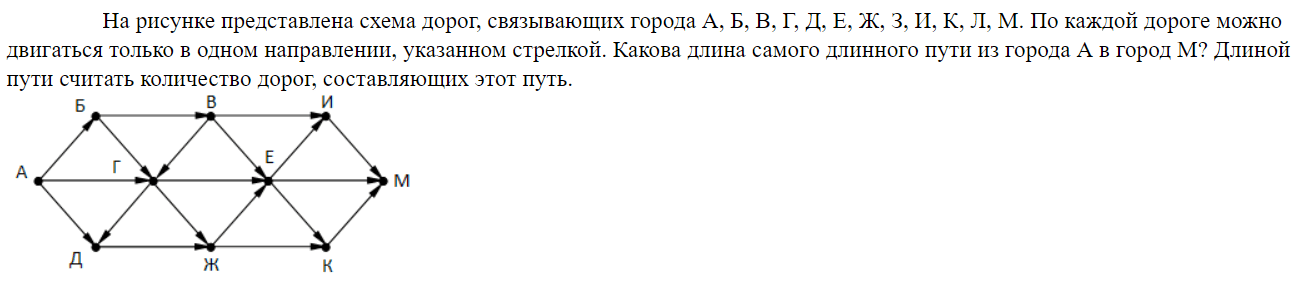 На рисунке представлена схема дорог, связывающих города А, Б, В, Г, Д, Е, Ж, З, И, К, Л, М. По каждой дороге можно
двигаться только в одном направлении, указанном стрелкой. Какова длина самого длинного пути из города А в город М? Длиной
пути считать количество дорог, составляющих этот путь.
Б В И
А Г Е М
Д Ж К